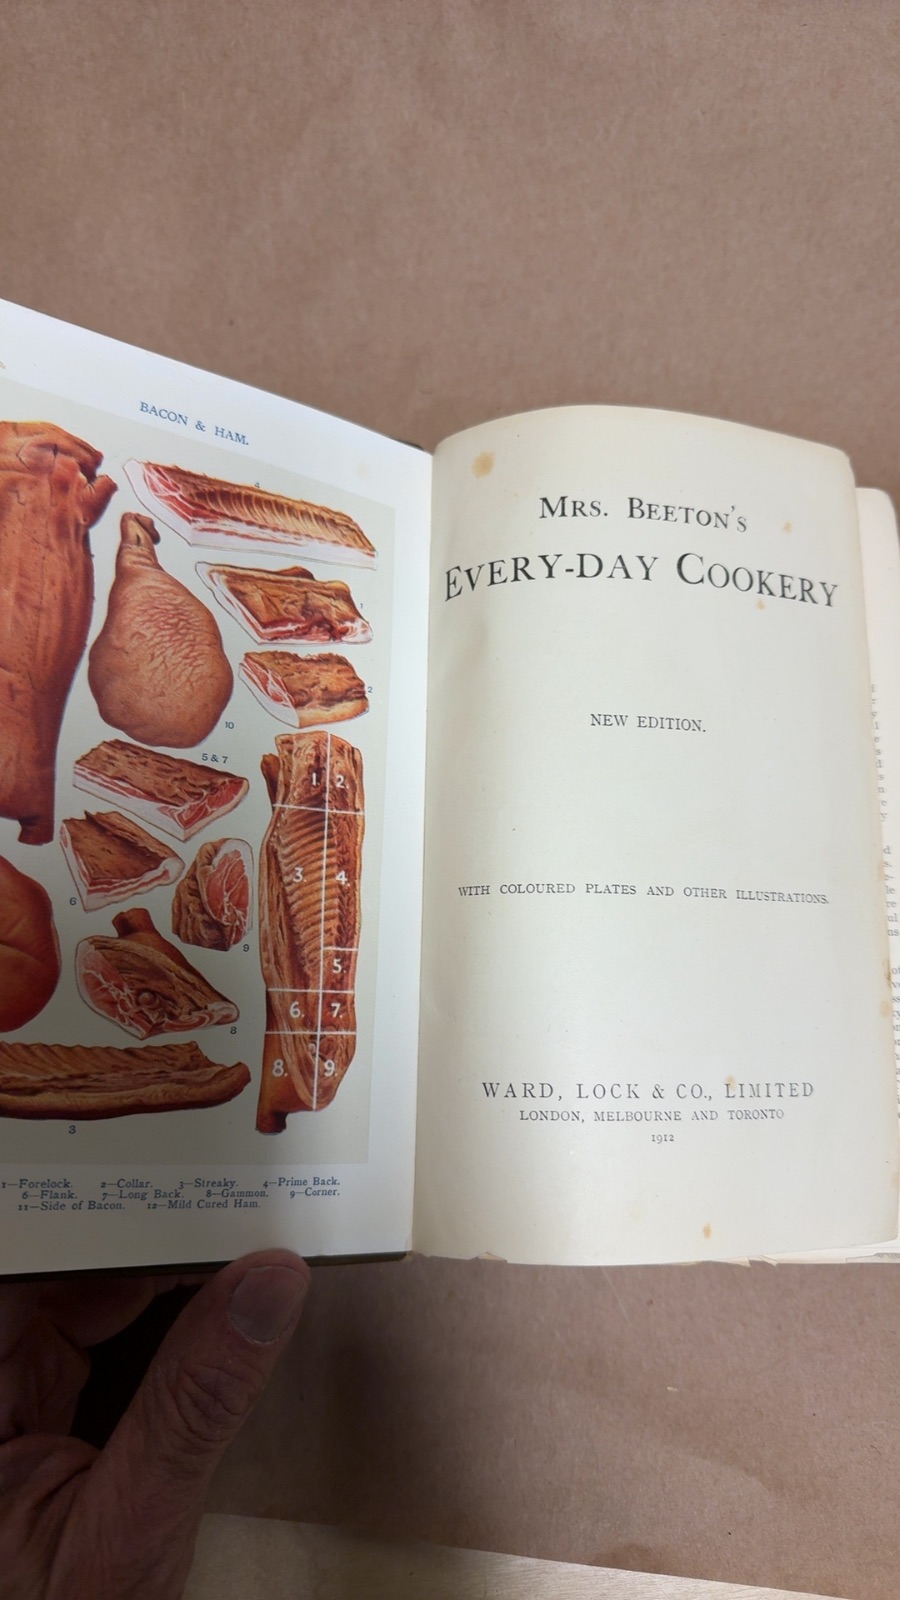 BACON & HAM.
4
1
2
10
5 & 7
6
9
8
3
1. 2.
3. 4.
5.
6. 7.
8. 9.
1—Forelock. 2—Collar. 3—Streaky. 4—Prime Back.
6—Flank. 7—Long Back. 8—Gammon. 9—Corner.
11—Side of Bacon. 12—Mild Cured Ham.
MRS. BEETON'S
EVERY-DAY COOKERY
NEW EDITION.
WITH COLOURED PLATES AND OTHER ILLUSTRATIONS.
WARD, LOCK & CO., LIMITED
LONDON, MELBOURNE AND TORONTO
1912